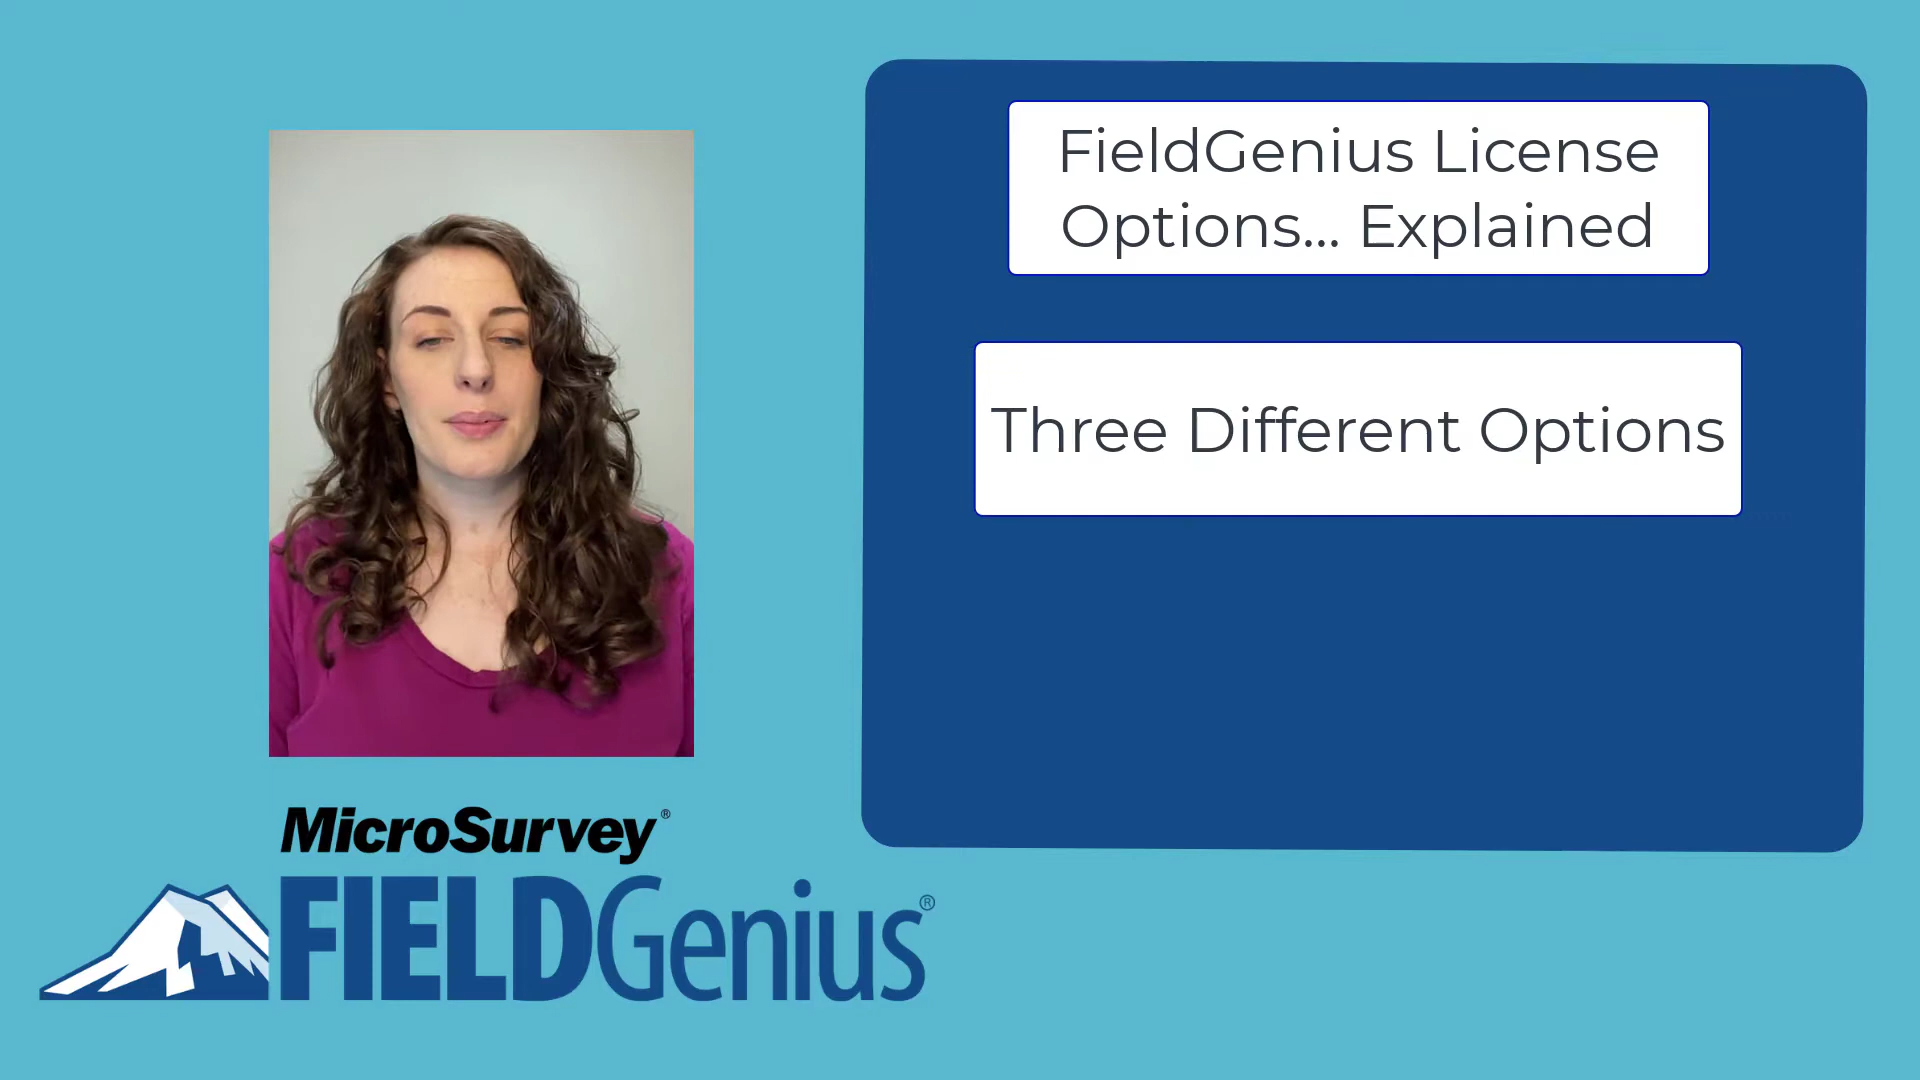 FieldGenius License
Options... Explained
Three Different Options
MicroSurvey®
FIELDGenius®